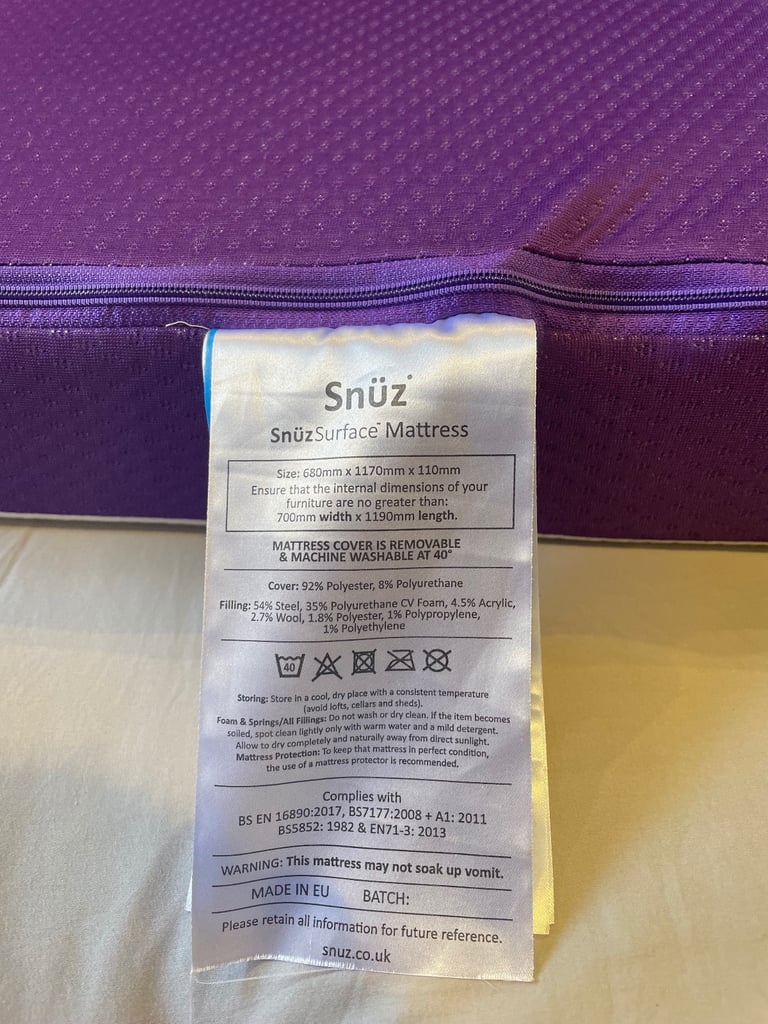 Snüz
SnüzSurface Mattress
Size: 680mm x 1170mm x 110mm
Ensure that the internal dimensions of your
furniture are no greater than:
700mm width x 1190mm length.
MATTRESS COVER IS REMOVABLE
& MACHINE WASHABLE AT 40°
Cover: 92% Polyester, 8% Polyurethane
Filling: 54% Steel, 35% Polyurethane CV Foam, 4.5% Acrylic,
2.7% Wool, 1.8% Polyester, 1% Polypropylene,
1% Polyethylene
40
Storing: Store in a cool, dry place with a consistent temperature
(avoid lofts, cellars and sheds).
Foam & Springs/All Fillings: Do not wash or dry clean. If the item becomes
soiled, spot clean lightly only with warm water and a mild detergent.
Allow to dry completely and naturally away from direct sunlight.
Mattress Protection: To keep that mattress in perfect condition,
the use of a mattress protector is recommended.
Complies with
BS EN 16890:2017, BS7177:2008 + A1: 2011
BS5852: 1982 & EN71-3: 2013
WARNING: This mattress may not soak up vomit.
MADE IN EU BATCH:
Please retain all information for future reference.
snuz.co.uk